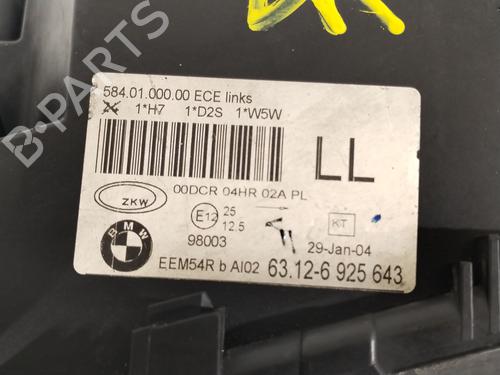 584.01.000.00 ECE links
1*H7 1*D2S 1*W5W
LL
00DCR 04HR 02A PL
ZKW
E12
25
12.5
KT
98003
29-Jan-04
BMW
EEM54R b AI02 63.12-6 925 643
B-PARTS